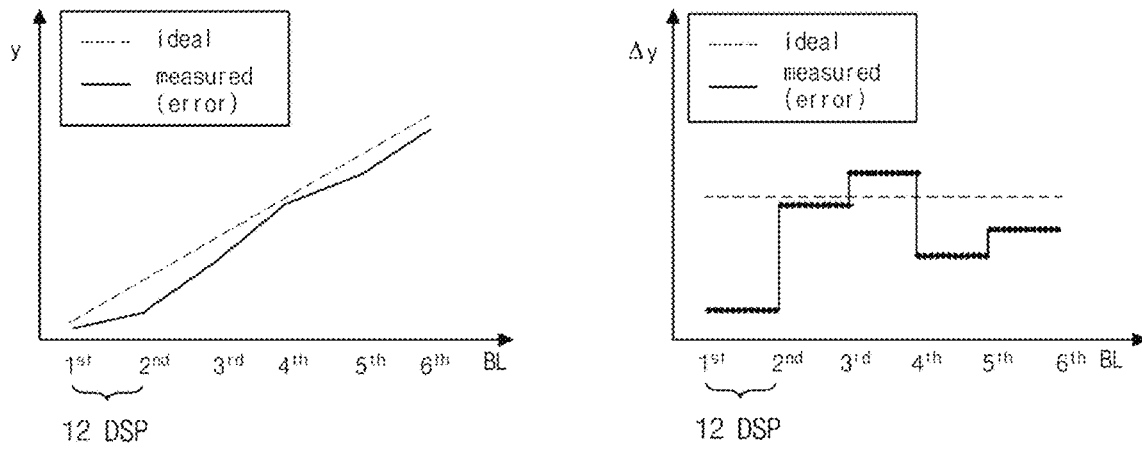 y
ideal
measured
(error)
1st 2nd 3rd 4th 5th 6th BL
12 DSP
Δy
ideal
measured
(error)
1st 2nd 3rd 4th 5th 6th BL
12 DSP